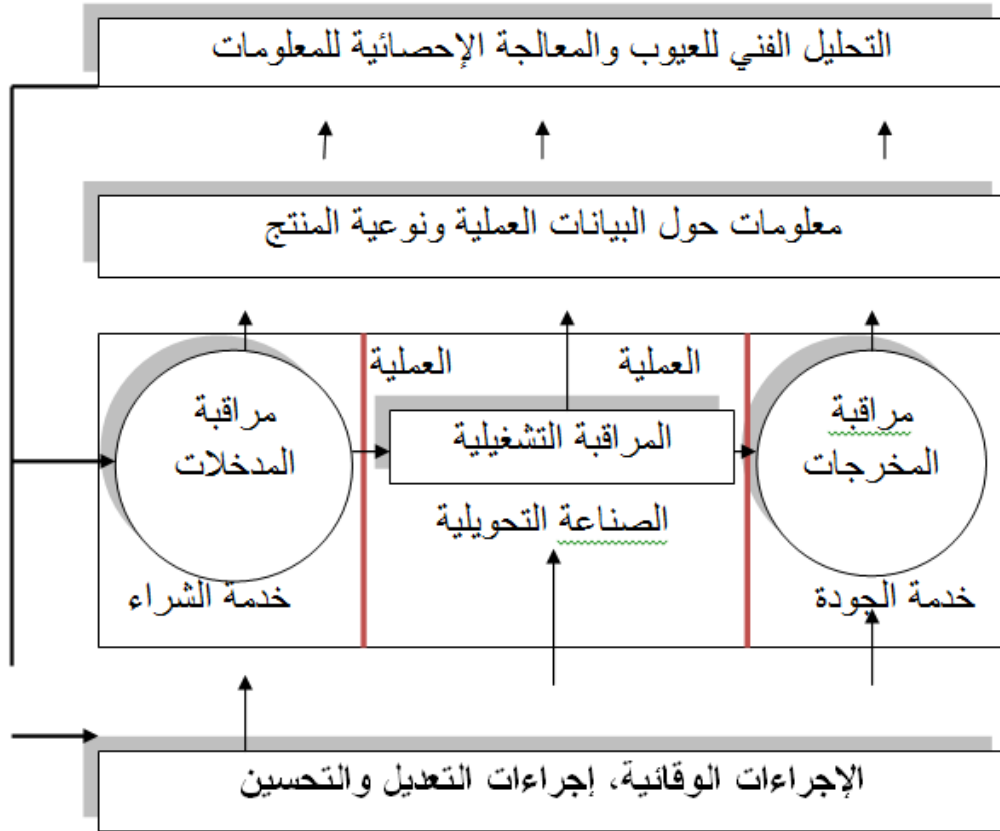 التحليل الفني للعيوب والمعالجة الإحصائية للمعلومات
معلومات حول البيانات العملية ونوعية المنتج
العملية
العملية
مراقبة
المخرجات
خدمة الجودة
المراقبة التشغيلية
الصناعة التحويلية
مراقبة
المدخلات
خدمة الشراء
الإجراءات الوقائية، إجراءات التعديل والتحسين